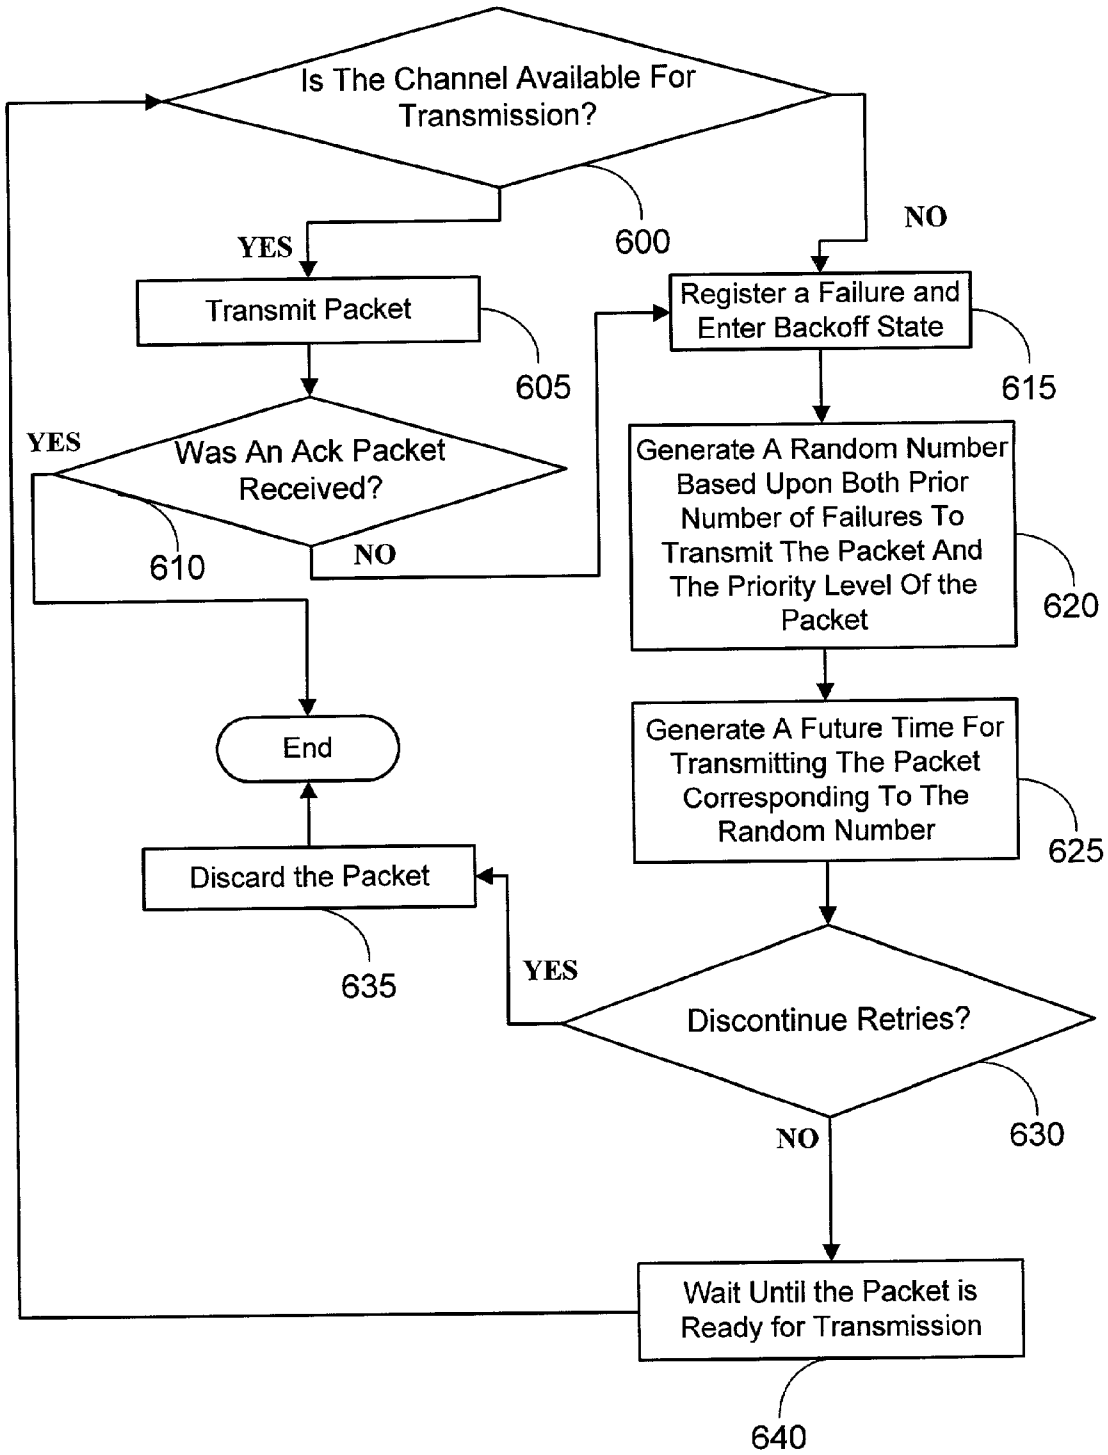 Is The Channel Available For
Transmission?
600
NO
YES
Transmit Packet
605
Register a Failure and
Enter Backoff State
615
YES
Was An Ack Packet
Received?
610
NO
Generate A Random Number
Based Upon Both Prior
Number of Failures To
Transmit The Packet And
The Priority Level Of the
Packet
620
End
Generate A Future Time For
Transmitting The Packet
Corresponding To The
Random Number
625
Discard the Packet
635
YES
Discontinue Retries?
630
NO
Wait Until the Packet is
Ready for Transmission
640